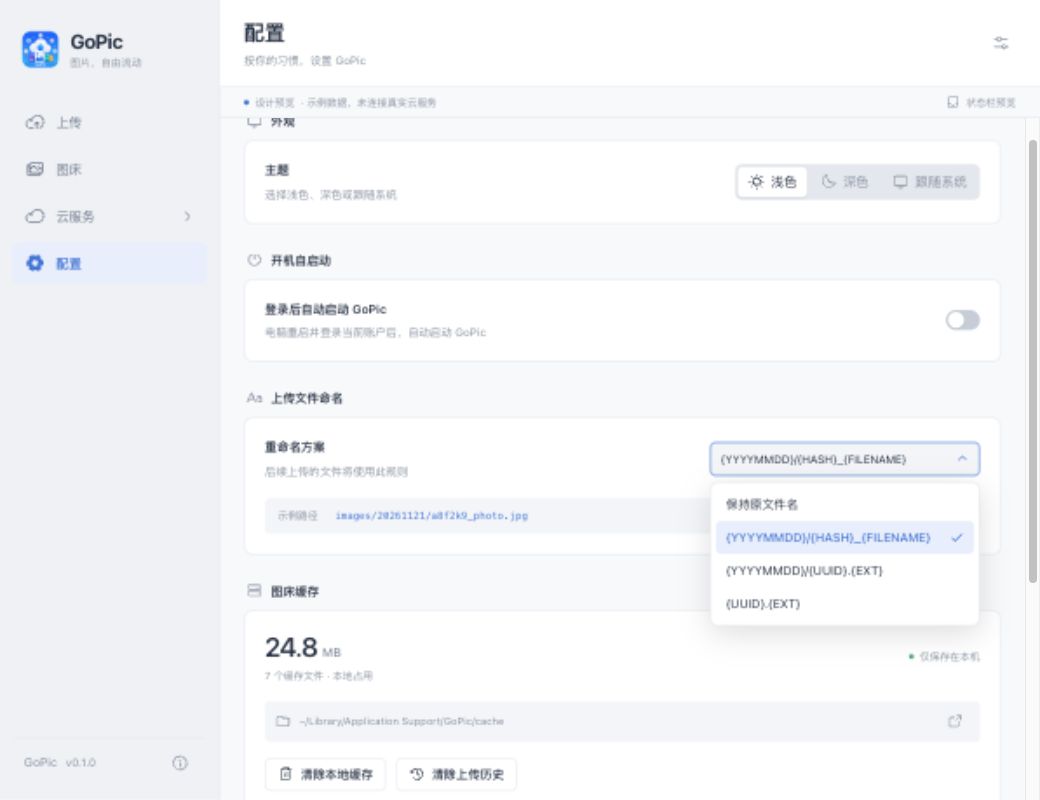 GoPic
图片，自由流动
上传
图床
云服务
配置
GoPic v0.1.0
配置
按你的习惯，设置 GoPic
设计预览 · 示例数据，未连接真实云服务
状态栏预览
外观
主题
选择浅色、深色或跟随系统
浅色
深色
跟随系统
开机自启动
登录后自动启动 GoPic
电脑重启并登录当前账户后，自动启动 GoPic
Aa 上传文件命名
重命名方案
后续上传的文件将使用此规则
{YYYYMMDD}/{HASH}_{FILENAME}
示例路径 images/20261121/a8f2k9_photo.jpg
保持原文件名
{YYYYMMDD}/{HASH}_{FILENAME}
{YYYYMMDD}/{UUID}.{EXT}
{UUID}.{EXT}
图床缓存
24.8 MB
7 个缓存文件 · 本地占用
仅保存在本机
~/Library/Application Support/GoPic/cache
清除本地缓存
清除上传历史